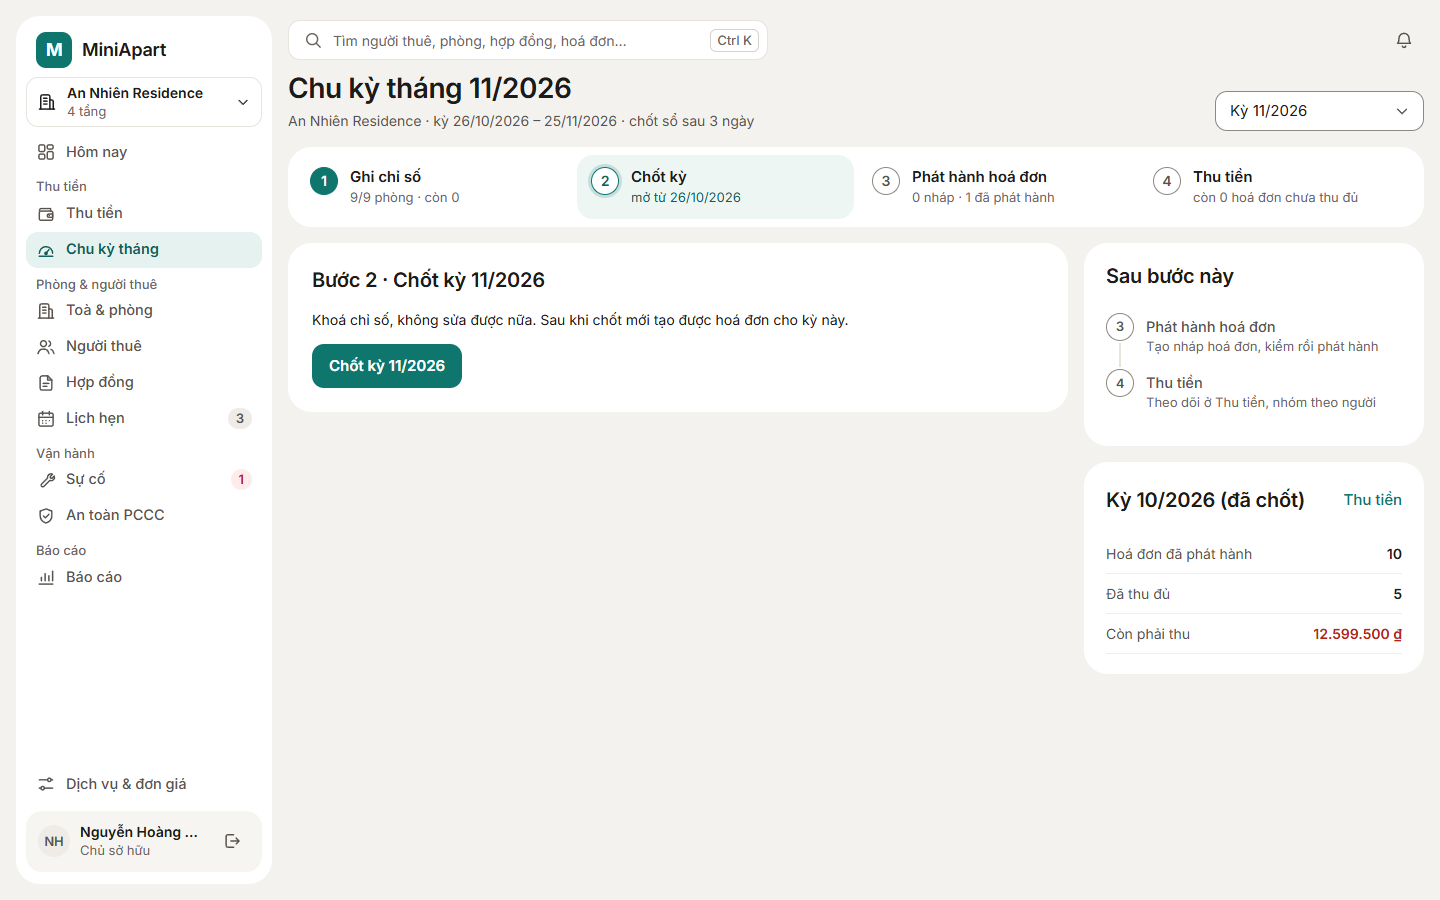 M MiniApart
An Nhiên Residence
4 tầng
Hôm nay
Thu tiền
Thu tiền
Chu kỳ tháng
Phòng & người thuê
Toà & phòng
Người thuê
Hợp đồng
Lịch hẹn 3
Vận hành
Sự cố 1
An toàn PCCC
Báo cáo
Báo cáo
Dịch vụ & đơn giá
NH
Nguyễn Hoàng ...
Chủ sở hữu
Tìm người thuê, phòng, hợp đồng, hoá đơn... Ctrl K
Chu kỳ tháng 11/2026
An Nhiên Residence · kỳ 26/10/2026 – 25/11/2026 · chốt sổ sau 3 ngày
Kỳ 11/2026
1 Ghi chỉ số
9/9 phòng · còn 0
2 Chốt kỳ
mở từ 26/10/2026
3 Phát hành hoá đơn
0 nháp · 1 đã phát hành
4 Thu tiền
còn 0 hoá đơn chưa thu đủ
Bước 2 · Chốt kỳ 11/2026
Khoá chỉ số, không sửa được nữa. Sau khi chốt mới tạo được hoá đơn cho kỳ này.
Chốt kỳ 11/2026
Sau bước này
3 Phát hành hoá đơn
Tạo nháp hoá đơn, kiểm rồi phát hành
4 Thu tiền
Theo dõi ở Thu tiền, nhóm theo người
Kỳ 10/2026 (đã chốt) Thu tiền
Hoá đơn đã phát hành 10
Đã thu đủ 5
Còn phải thu 12.599.500 ₫